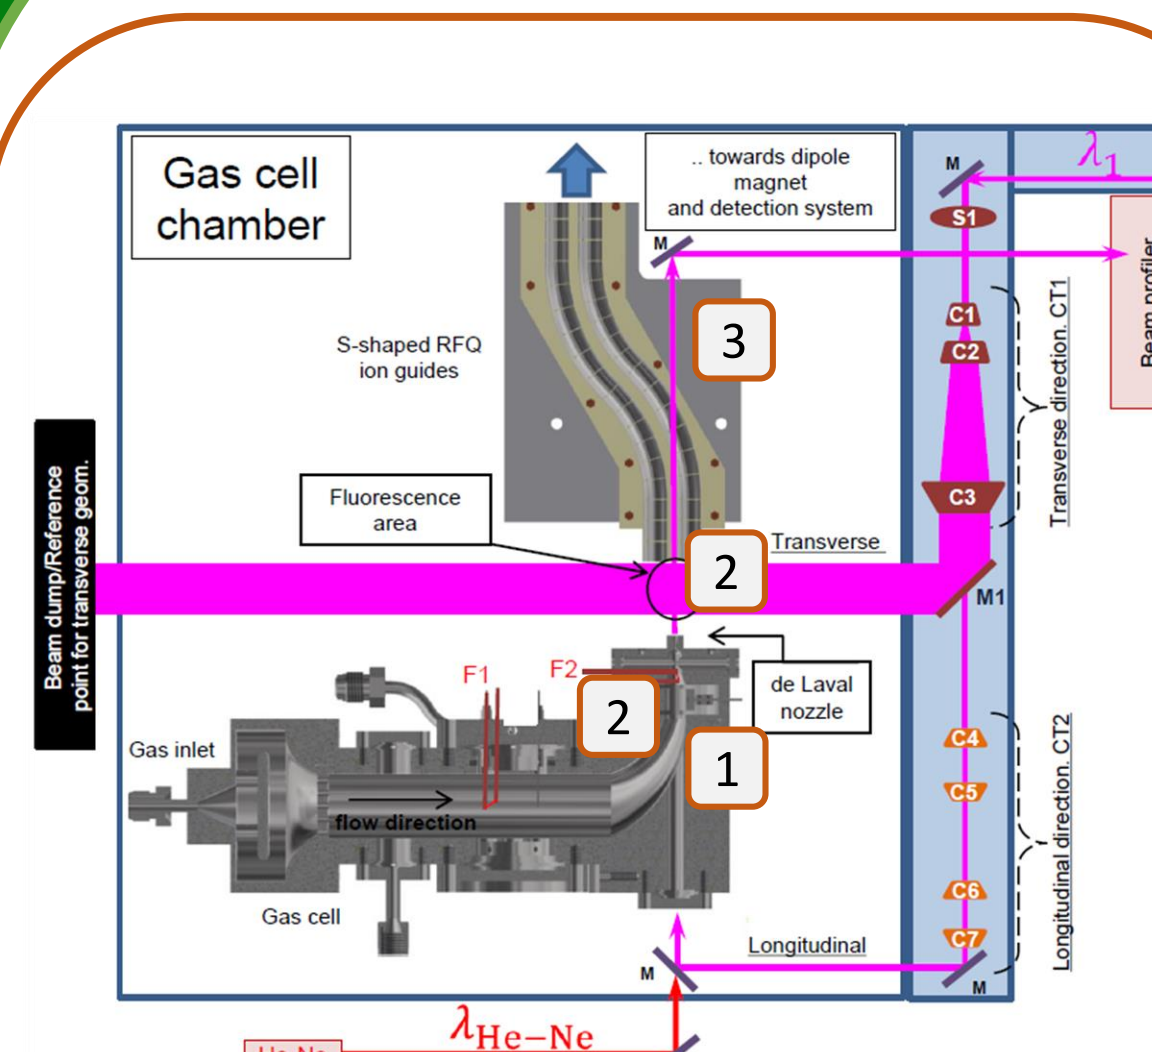 Gas cell
chamber
.. towards dipole
magnet
and detection system
M
λ1
S1
M
Beam profiler
C1
C2
Transverse direction. CT1
3
S-shaped RFQ
ion guides
Beam dump/Reference
point for transverse geom.
Fluorescence
area
C3
Transverse
2
M1
F1
F2
2
de Laval
nozzle
1
Gas inlet
flow direction
Gas cell
C4
C5
C6
C7
Longitudinal direction. CT2
Longitudinal
M
M
λHe−Ne
He-Ne